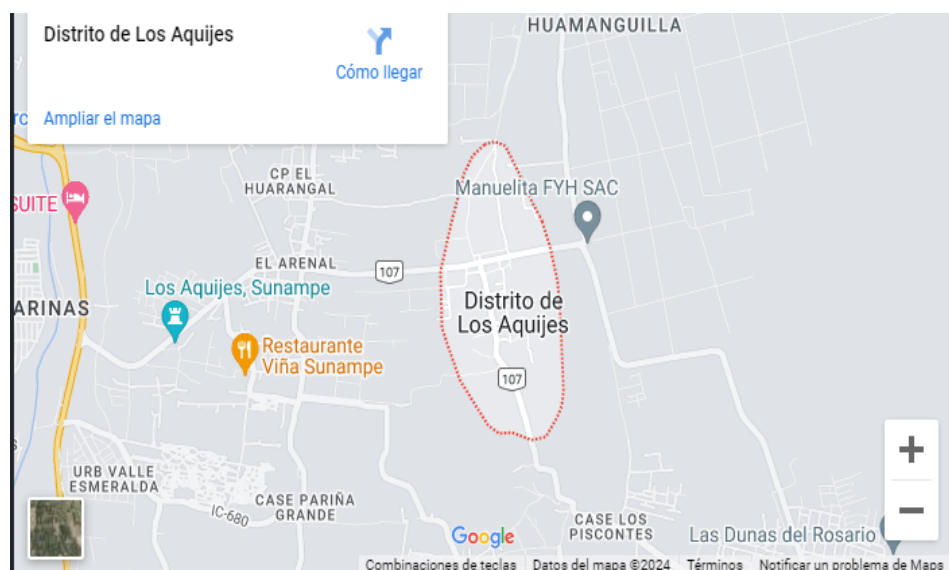 Distrito de Los Aquijes
Cómo llegar
Ampliar el mapa
HUAMANGUILLA
CP EL
HUARANGAL
Manuelita FYH SAC
SUITE
EL ARENAL
107
Los Aquijes, Sunampe
ARINAS
Distrito de
Los Aquijes
Restaurante
Viña Sunampe
107
URB VALLE
ESMERALDA
CASE PARIÑA
GRANDE
IC-680
CASE LOS
PISCONTES
Las Dunas del Rosario
Google
Combinaciones de teclas
Datos del mapa ©2024
Términos
Notificar un problema de Maps